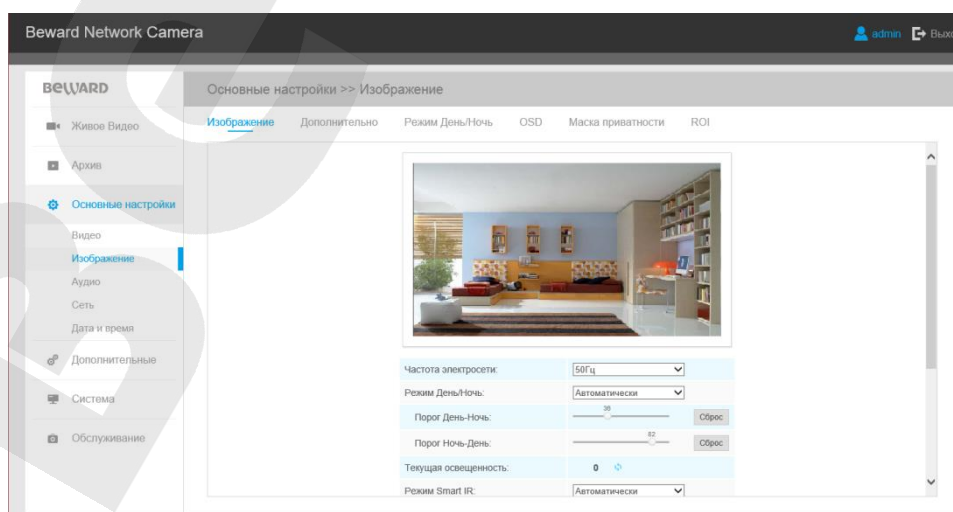 Beward Network Camera
admin Выхо
BEWARD
Основные настройки >> Изображение
Изображение Дополнительно Режим День/Ночь OSD Маска приватности ROI
Живое Видео
Архив
Основные настройки
Видео
Изображение
Аудио
Сеть
Дата и время
Дополнительные
Система
Обслуживание
Частота электросети: 50Гц
Режим День/Ночь: Автоматически
38
Порог День-Ночь: Сброс
82
Порог Ночь-День: Сброс
Текущая освещенность: 0
Режим Smart IR: Автоматически